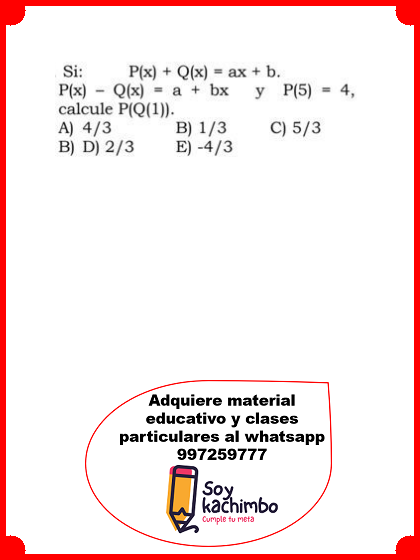 Si: P(x) + Q(x) = ax + b.
P(x) − Q(x) = a + bx y P(5) = 4,
calcule P(Q(1)).
A) 4/3 B) 1/3 C) 5/3
B) D) 2/3 E) -4/3
Adquiere material
educativo y clases
particulares al whatsapp
997259777
Soy
kachimbo
Cumple tu meta